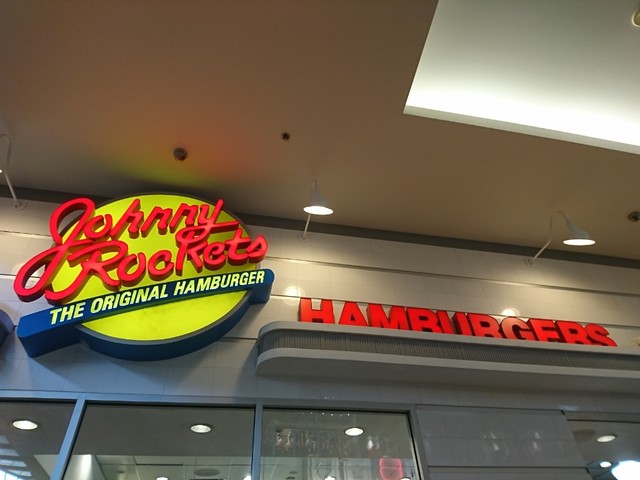 Johnny
Rockets
THE ORIGINAL HAMBURGER
HAMBURGERS